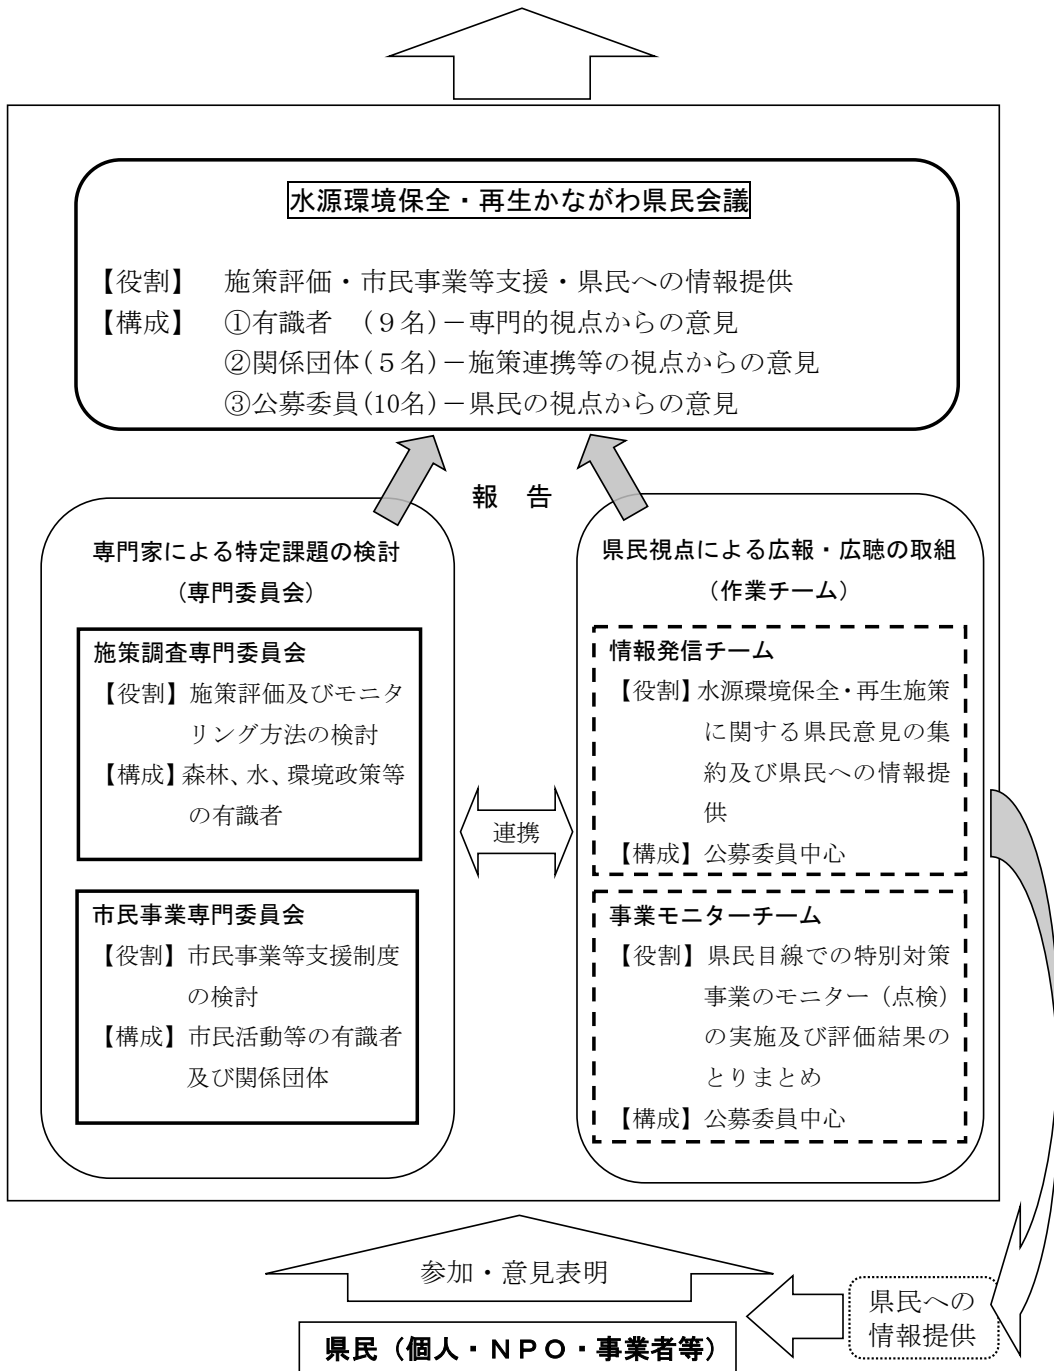 水源環境保全・再生かながわ県民会議
【役割】　施策評価・市民事業等支援・県民への情報提供
【構成】　①有識者　（９名）－専門的視点からの意見
②関係団体（５名）－施策連携等の視点からの意見
③公募委員（10名）－県民の視点からの意見
報　告
専門家による特定課題の検討
（専門委員会）
施策調査専門委員会
【役割】施策評価及びモニタ
リング方法の検討
【構成】森林、水、環境政策等
の有識者
市民事業専門委員会
【役割】市民事業等支援制度
の検討
【構成】市民活動等の有識者
及び関係団体
連携
県民視点による広報・広聴の取組
（作業チーム）
情報発信チーム
【役割】水源環境保全・再生施策
に関する県民意見の集
約及び県民への情報提
供
【構成】公募委員中心
事業モニターチーム
【役割】県民目線での特別対策
事業のモニター（点検）
の実施及び評価結果の
とりまとめ
【構成】公募委員中心
参加・意見表明
県民への
情報提供
県民（個人・ＮＰＯ・事業者等）